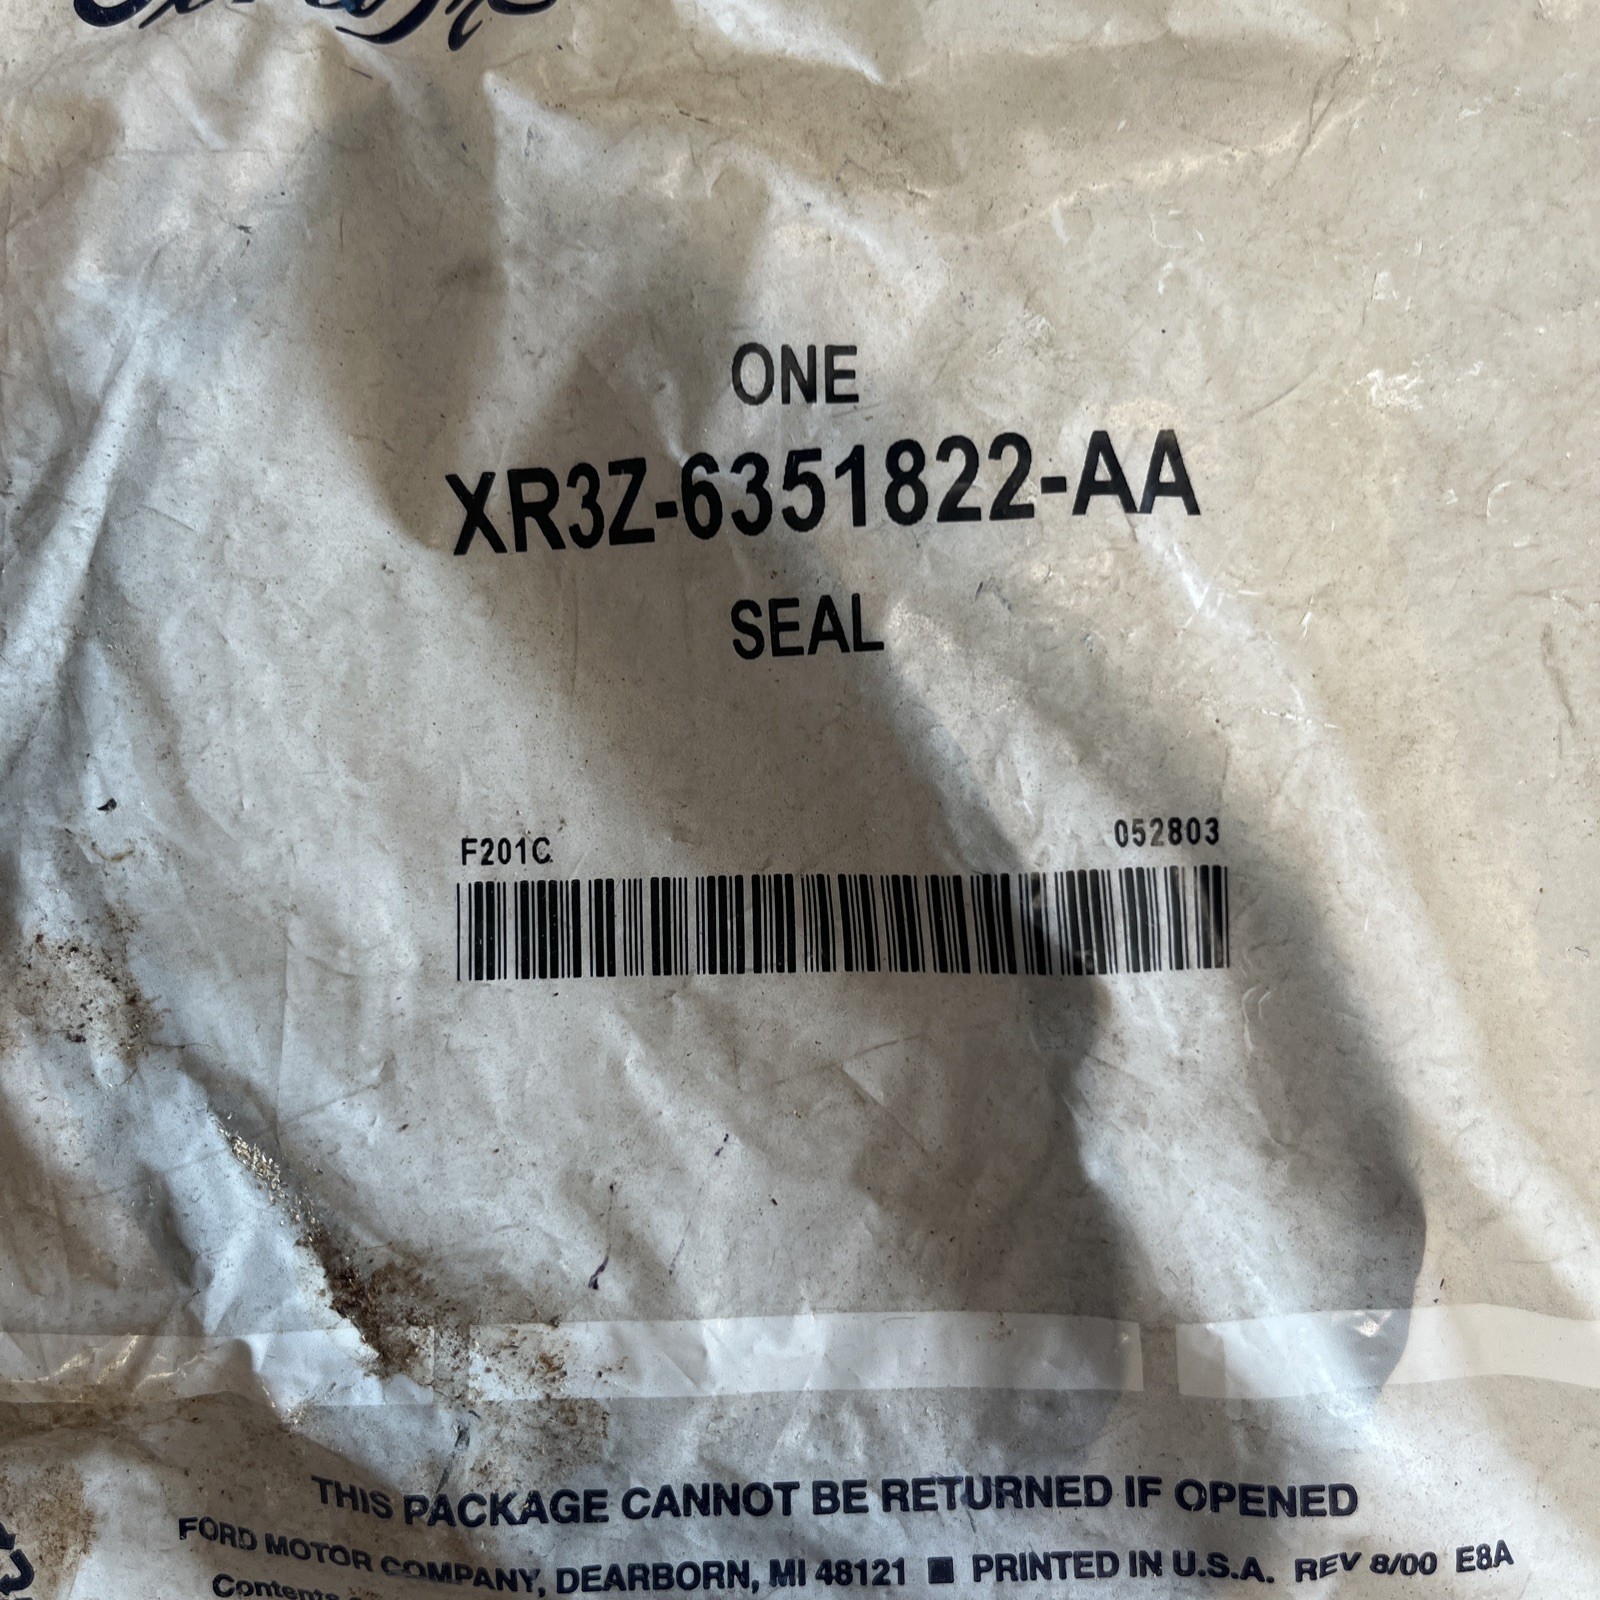 ONE
XR3Z-6351822-AA
SEAL
F201C 052803
THIS PACKAGE CANNOT BE RETURNED IF OPENED
FORD MOTOR COMPANY, DEARBORN, MI 48121 ■ PRINTED IN U.S.A. REV 8/00 E8A
Contents